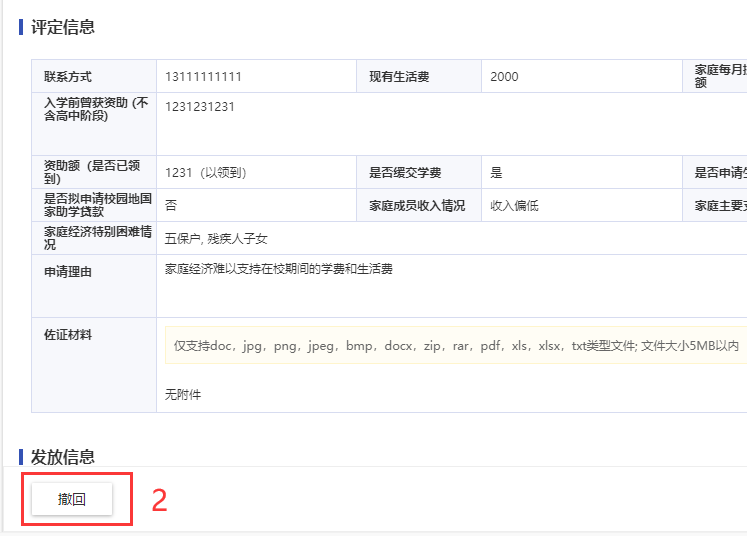 评定信息
联系方式 13111111111 现有生活费 2000 家庭每月
额
入学前曾获资助 (不
含高中阶段) 1231231231
资助额（是否已领
到） 1231（以领到） 是否缓交学费 是 是否申请
是否拟申请校园地国
家助学贷款 否 家庭成员收入情况 收入偏低 家庭主要
家庭经济特别困难情
况 五保户, 残疾人子女
申请理由 家庭经济难以支持在校期间的学费和生活费
佐证材料 仅支持doc，jpg，png，jpeg，bmp，docx，zip，rar，pdf，xls，xlsx，txt类型文件; 文件大小5MB以内
无附件
发放信息
撤回 2